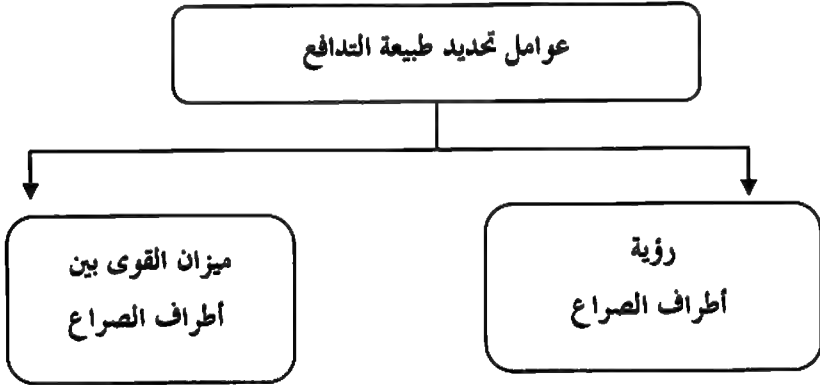 عوامل تحديد طبيعة التدافع
رؤية
أطراف الصراع
ميزان القوى بين
أطراف الصراع